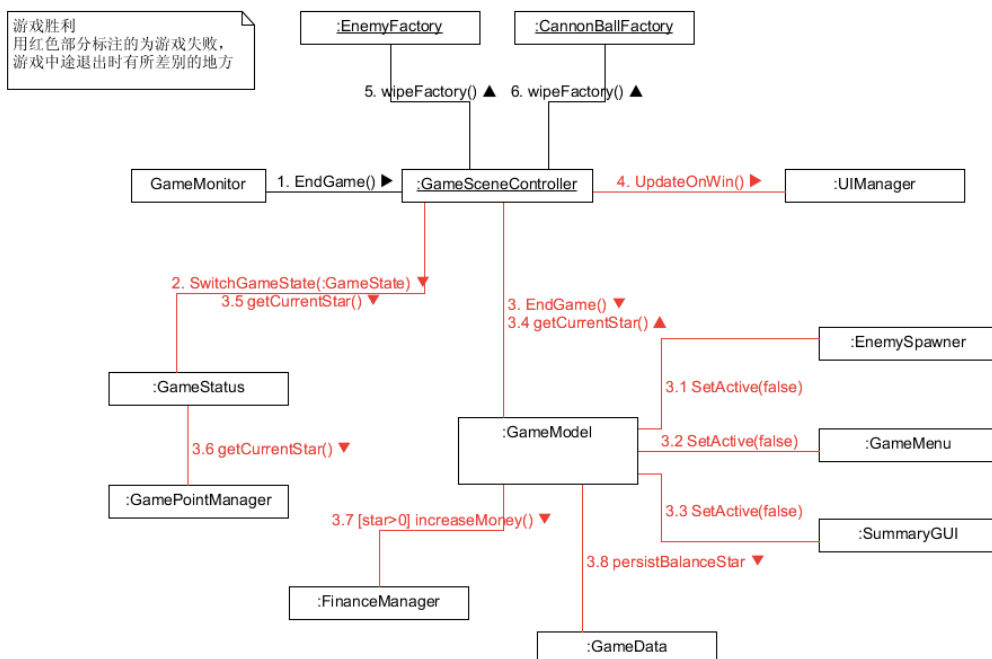 游戏胜利
用红色部分标注的为游戏失败，
游戏中途退出时有所差别的地方
:EnemyFactory
:CannonBallFactory
5. wipeFactory() ▲
6. wipeFactory() ▲
GameMonitor
1. EndGame() ▶
:GameSceneController
4. UpdateOnWin() ▶
:UIManager
2. SwitchGameState(:GameState) ▼
3.5 getCurrentStar() ▼
3. EndGame() ▼
3.4 getCurrentStar() ▲
:EnemySpawner
:GameStatus
3.1 SetActive(false)
:GameModel
3.2 SetActive(false)
:GameMenu
3.6 getCurrentStar() ▼
:GamePointManager
3.3 SetActive(false)
3.7 [star>0] increaseMoney() ▼
:SummaryGUI
3.8 persistBalanceStar ▼
:FinanceManager
:GameData